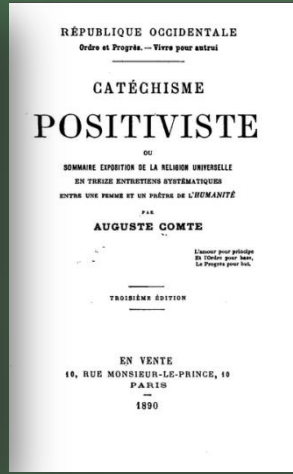 RÉPUBLIQUE OCCIDENTALE
Ordre et Progrès. — Vivre pour autrui
CATÉCHISME
POSITIVISTE
OU
SOMMAIRE EXPOSITION DE LA RELIGION UNIVERSELLE
EN TREIZE ENTRETIENS SYSTÉMATIQUES
ENTRE UNE FEMME ET UN PRÊTRE DE L'HUMANITÉ
PAR
AUGUSTE COMTE
L'amour pour principe
Et l'Ordre pour base,
Le Progrès pour but.
TROISIÈME ÉDITION
EN VENTE
10, RUE MONSIEUR-LE-PRINCE, 10
PARIS
1890